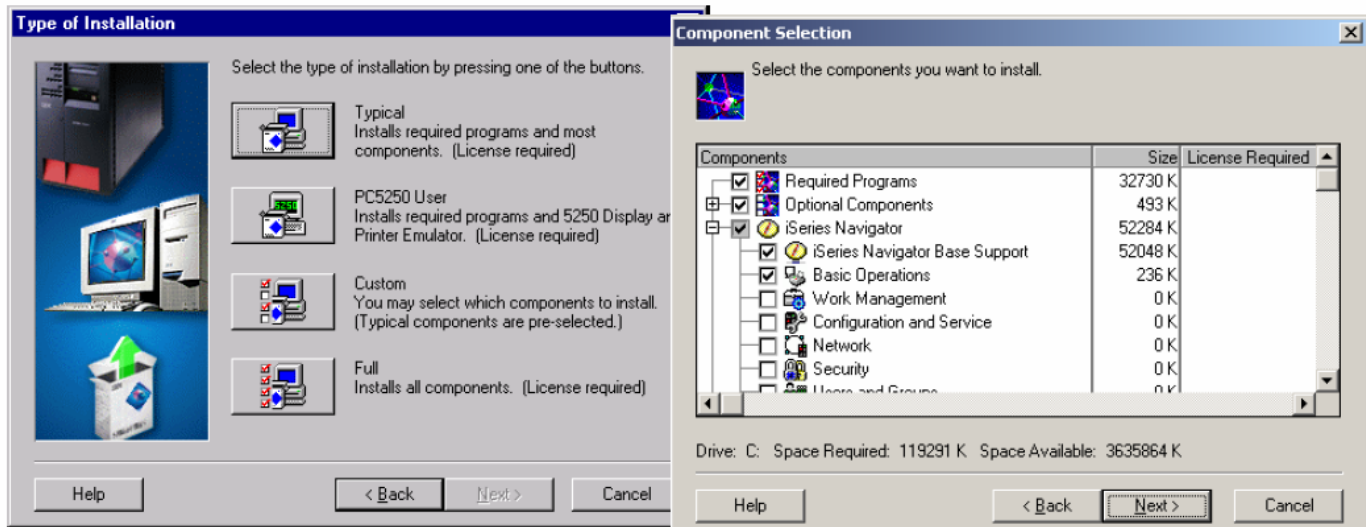 Type of Installation
Select the type of installation by pressing one of the buttons.
Typical
Installs required programs and most
components. (License required)
PC5250 User
Installs required programs and 5250 Display
Printer Emulator. (License required)
Custom
You may select which components to install.
(Typical components are pre-selected.)
Full
Installs all components. (License required)
Help
< Back
Next >
Cancel
Component Selection
Select the components you want to install.
Components Size License Required
Required Programs 32730 K
Optional Components 493 K
iSeries Navigator 52284 K
iSeries Navigator Base Support 52048 K
Basic Operations 236 K
Work Management 0 K
Configuration and Service 0 K
Network 0 K
Security 0 K
Drive: C: Space Required: 119291 K Space Available: 3635864 K
Help
< Back
Next >
Cancel